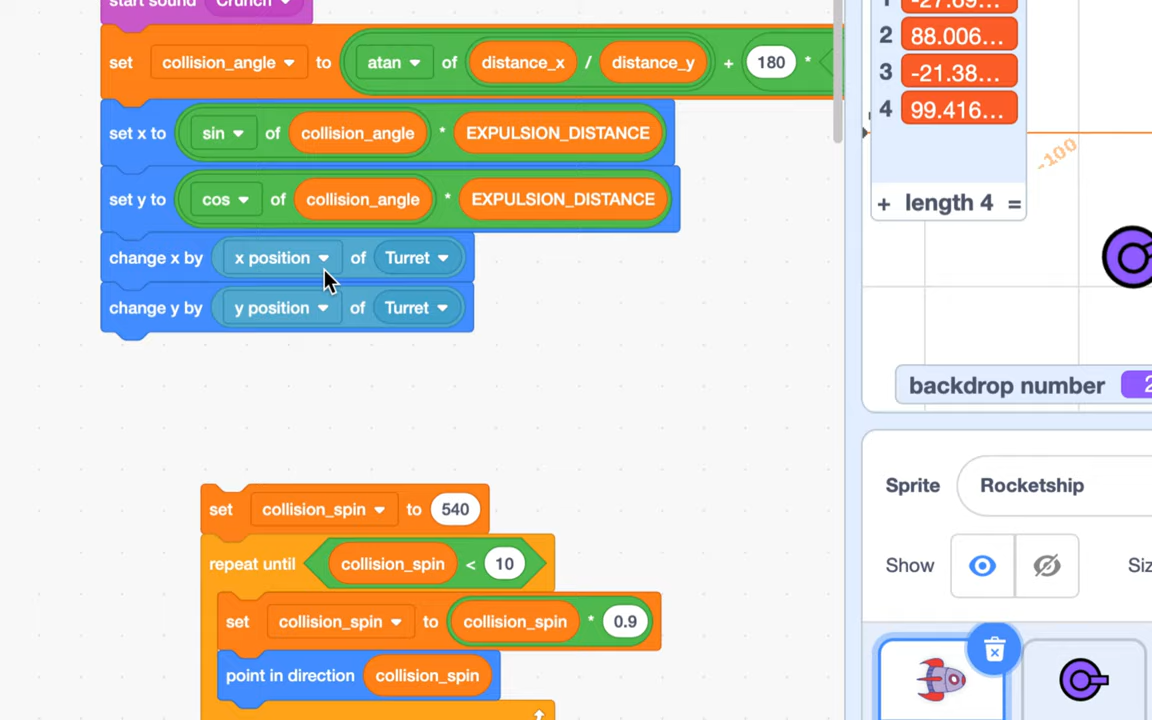 start sound Crunch
set collision_angle to atan of distance_x / distance_y + 180 *
set x to sin of collision_angle * EXPULSION_DISTANCE
set y to cos of collision_angle * EXPULSION_DISTANCE
change x by x position of Turret
change y by y position of Turret
set collision_spin to 540
repeat until collision_spin < 10
set collision_spin to collision_spin * 0.9
point in direction collision_spin
2 88.006...
3 -21.38...
4 99.416...
+ length 4 =
-100
backdrop number 2
Sprite Rocketship
Show